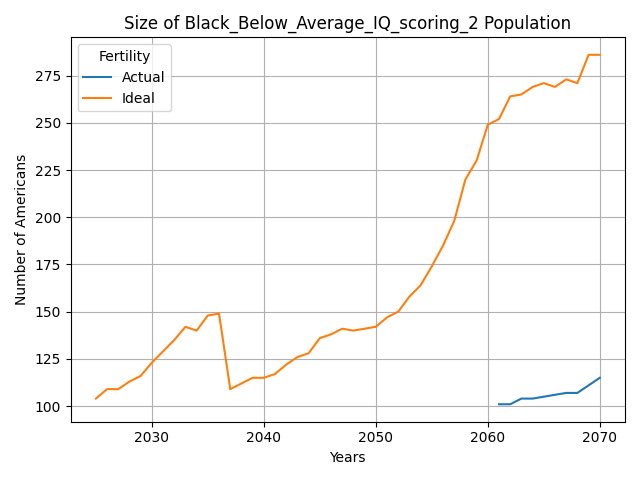 Size of Black_Below_Average_IQ_scoring_2 Population
Fertility
Actual
Ideal
Number of Americans
275
250
225
200
175
150
125
100
2030
2040
2050
2060
2070
Years